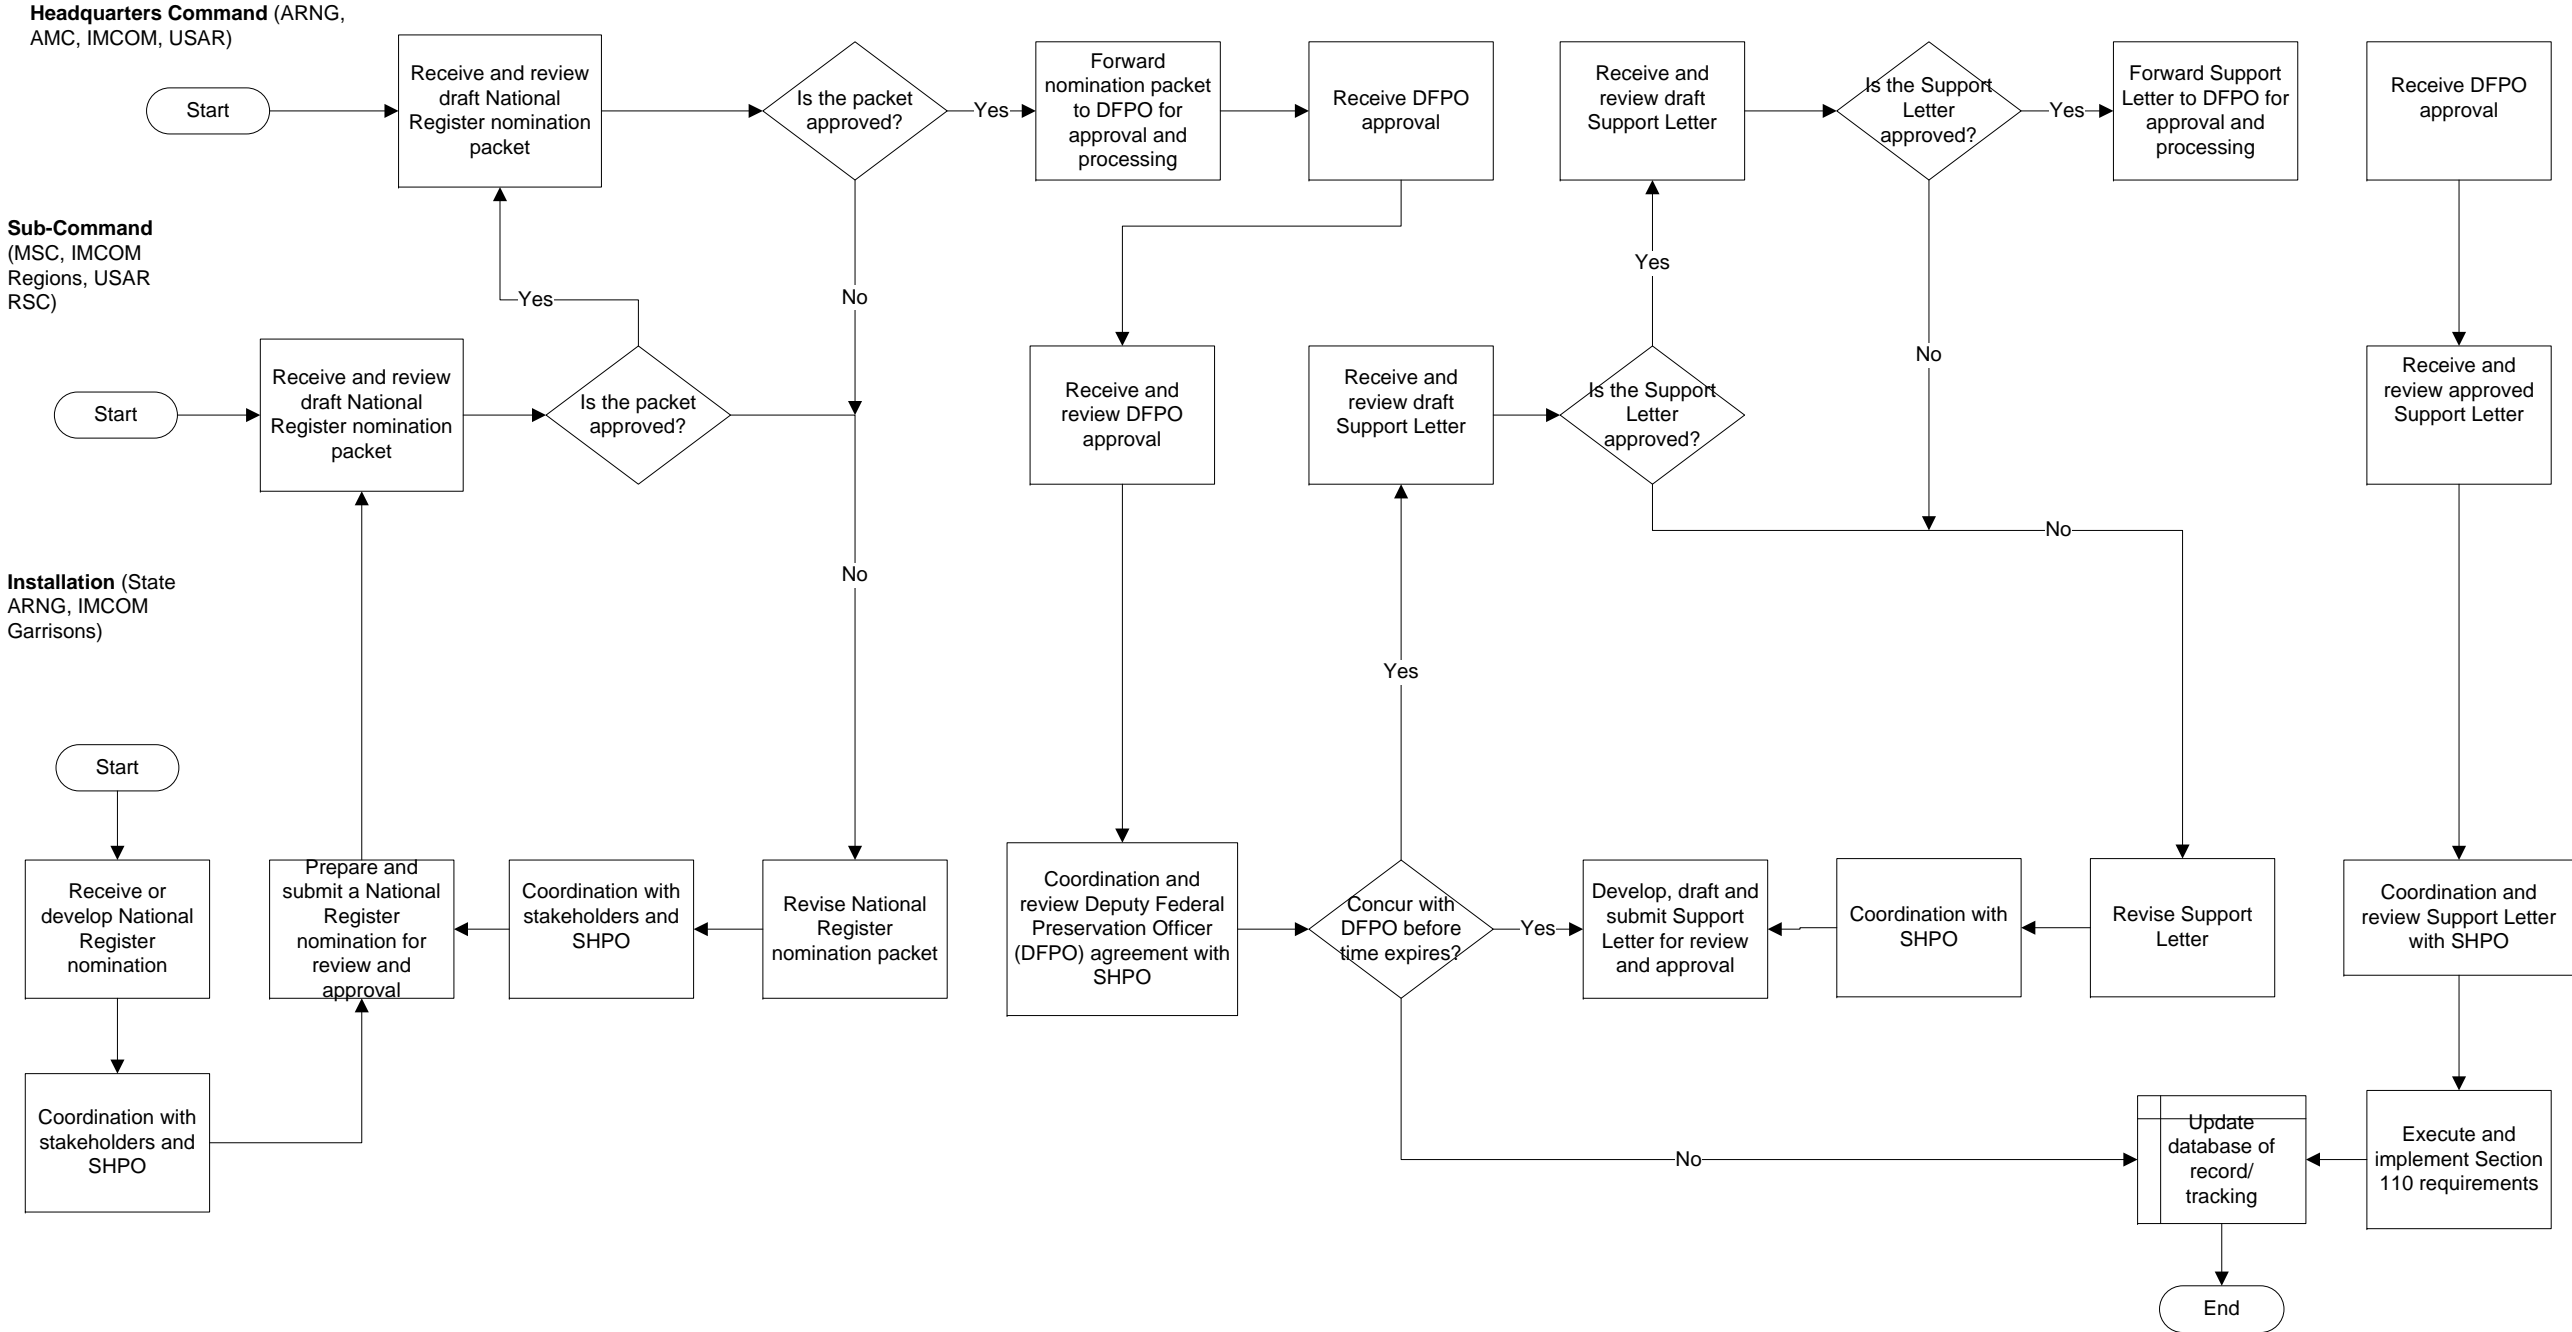 Headquarters Command (ARNG,
AMC, IMCOM, USAR)
Start
Receive and review
draft National
Register nomination
packet
Is the packet
approved?
Yes
No
Forward
nomination packet
to DFPO for
approval and
processing
Receive DFPO
approval
Receive and
review draft
Support Letter
Is the Support
Letter
approved?
Yes
No
Forward Support
Letter to DFPO for
approval and
processing
Receive DFPO
approval
Sub-Command
(MSC, IMCOM
Regions, USAR
RSC)
Start
Receive and review
draft National
Register nomination
packet
Is the packet
approved?
Yes
No
Receive and
review DFPO
approval
Receive and
review draft
Support Letter
Is the Support
Letter
approved?
Yes
No
Receive and
review approved
Support Letter
Installation (State
ARNG, IMCOM
Garrisons)
Start
Receive or
develop National
Register
nomination
Coordination with
stakeholders and
SHPO
Prepare and
submit a National
Register
nomination for
review and
approval
Coordination with
stakeholders and
SHPO
Revise National
Register
nomination packet
Coordination and
review Deputy Federal
Preservation Officer
(DFPO) agreement with
SHPO
Concur with
DFPO before
time expires?
Yes
Yes
No
Develop, draft and
submit Support
Letter for review
and approval
Coordination with
SHPO
Revise Support
Letter
Coordination and
review Support Letter
with SHPO
Update
database of
record/
tracking
Execute and
implement Section
110 requirements
End